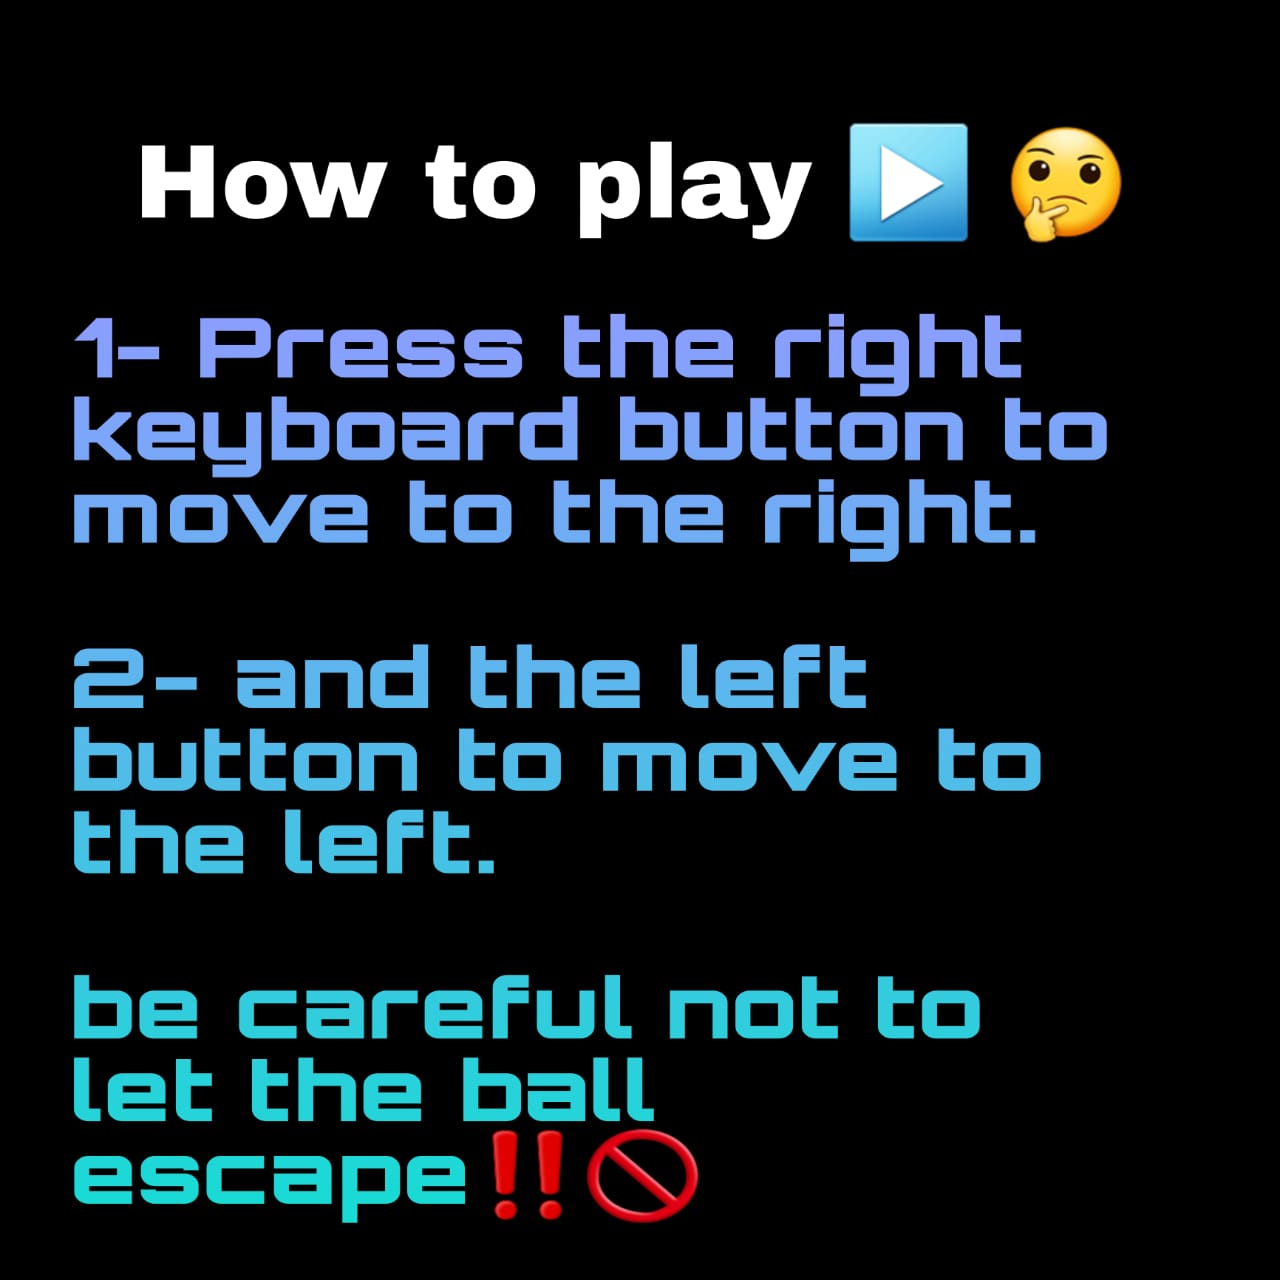 How to play ▶️ 🤔
1- Press the right
keyboard button to
move to the right.
2- and the left
button to move to
the left.
be careful not to
let the ball
escape‼️🚫